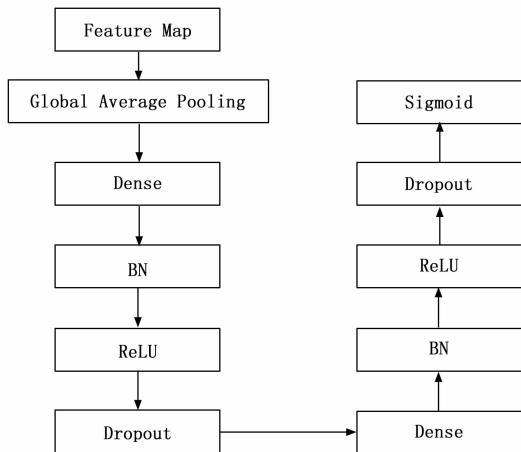 Feature Map
Global Average Pooling
Dense
BN
ReLU
Dropout
Dense
BN
ReLU
Dropout
Sigmoid